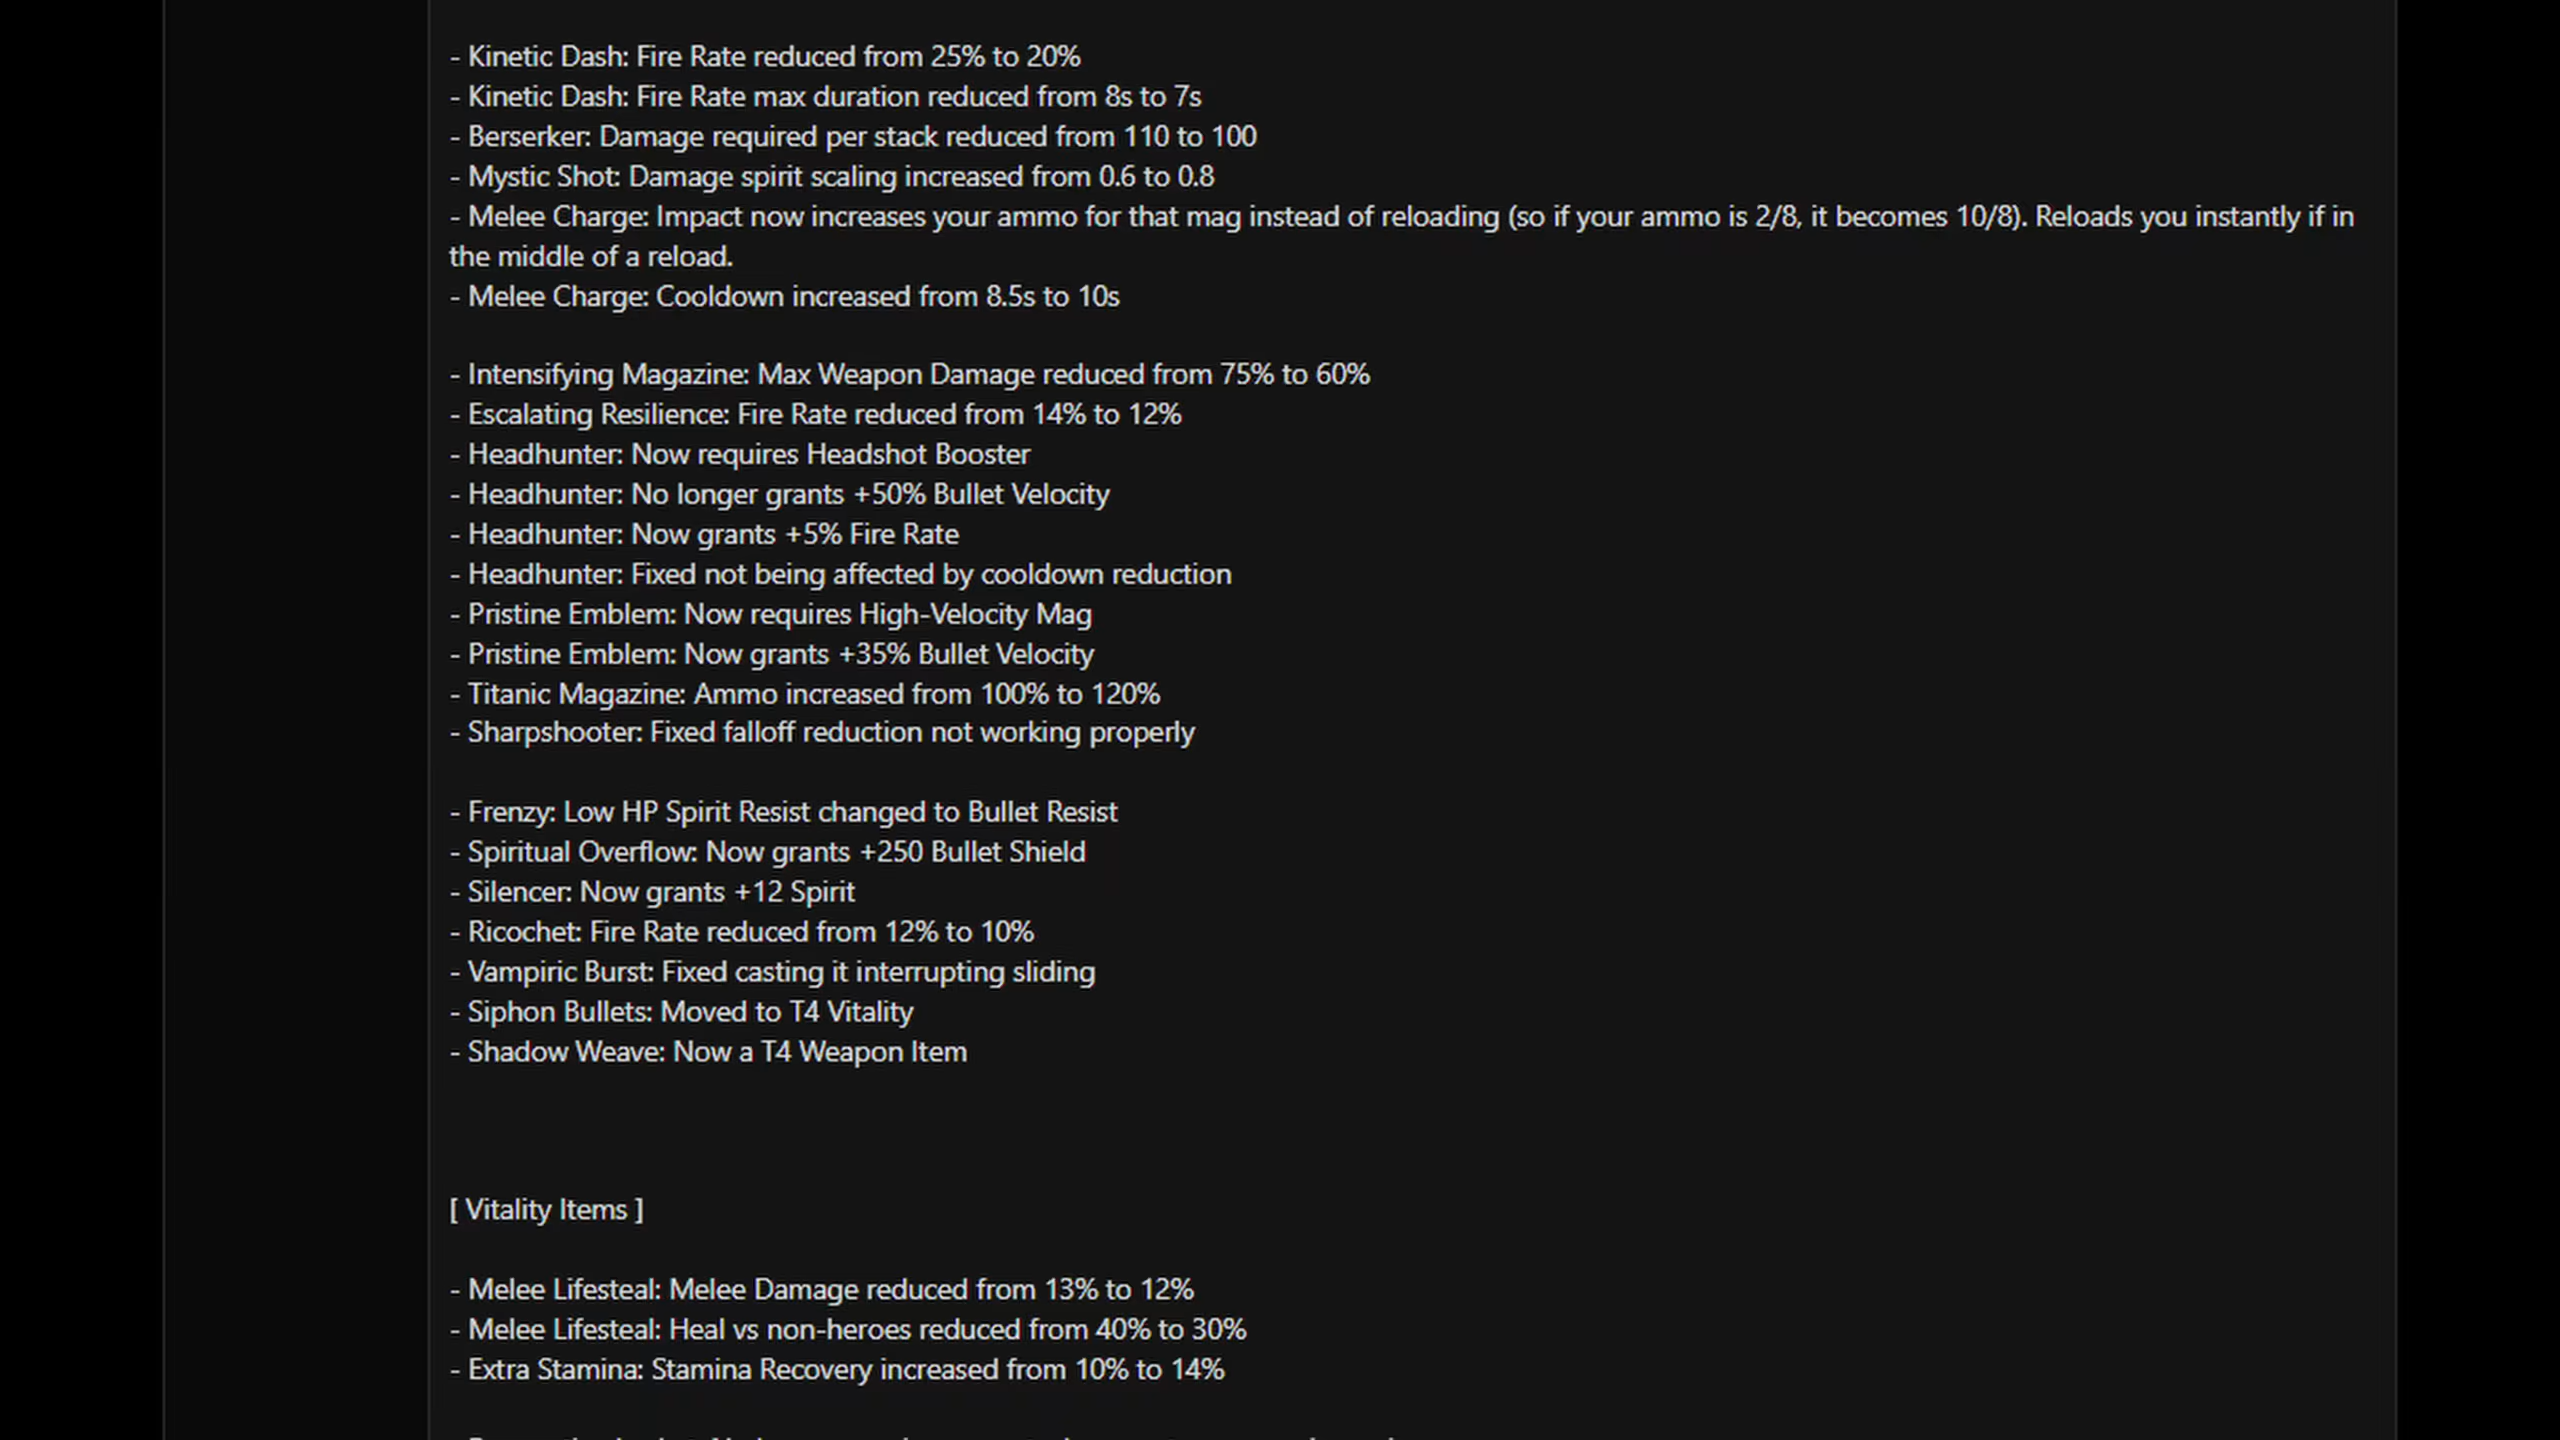 - Kinetic Dash: Fire Rate reduced from 25% to 20%
- Kinetic Dash: Fire Rate max duration reduced from 8s to 7s
- Berserker: Damage required per stack reduced from 110 to 100
- Mystic Shot: Damage spirit scaling increased from 0.6 to 0.8
- Melee Charge: Impact now increases your ammo for that mag instead of reloading (so if your ammo is 2/8, it becomes 10/8). Reloads you instantly if in
the middle of a reload.
- Melee Charge: Cooldown increased from 8.5s to 10s
- Intensifying Magazine: Max Weapon Damage reduced from 75% to 60%
- Escalating Resilience: Fire Rate reduced from 14% to 12%
- Headhunter: Now requires Headshot Booster
- Headhunter: No longer grants +50% Bullet Velocity
- Headhunter: Now grants +5% Fire Rate
- Headhunter: Fixed not being affected by cooldown reduction
- Pristine Emblem: Now requires High-Velocity Mag
- Pristine Emblem: Now grants +35% Bullet Velocity
- Titanic Magazine: Ammo increased from 100% to 120%
- Sharpshooter: Fixed falloff reduction not working properly
- Frenzy: Low HP Spirit Resist changed to Bullet Resist
- Spiritual Overflow: Now grants +250 Bullet Shield
- Silencer: Now grants +12 Spirit
- Ricochet: Fire Rate reduced from 12% to 10%
- Vampiric Burst: Fixed casting it interrupting sliding
- Siphon Bullets: Moved to T4 Vitality
- Shadow Weave: Now a T4 Weapon Item
[ Vitality Items ]
- Melee Lifesteal: Melee Damage reduced from 13% to 12%
- Melee Lifesteal: Heal vs non-heroes reduced from 40% to 30%
- Extra Stamina: Stamina Recovery increased from 10% to 14%